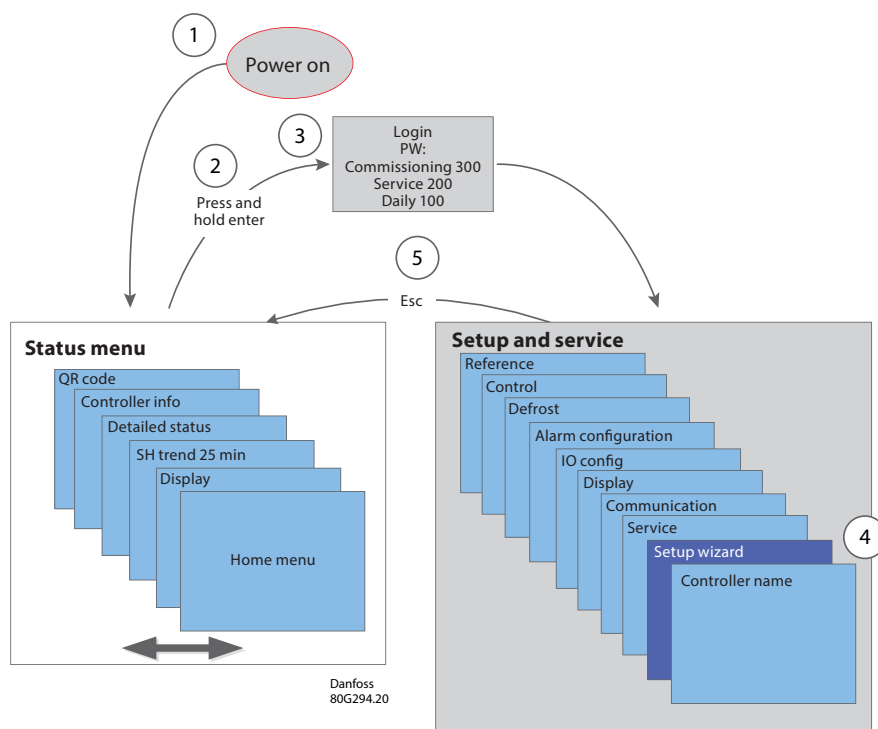 1
Power on
2
Press and
hold enter
3
Login
PW:
Commissioning 300
Service 200
Daily 100
5
Esc
Status menu
QR code
Controller info
Detailed status
SH trend 25 min
Display
Home menu
Danfoss
80G294.20
Setup and service
Reference
Control
Defrost
Alarm configuration
IO config
Display
Communication
Service
Setup wizard
4
Controller name